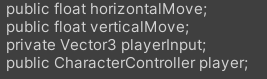 public float horizontalMove;
public float verticalMove;
private Vector3 playerInput;
public CharacterController player;